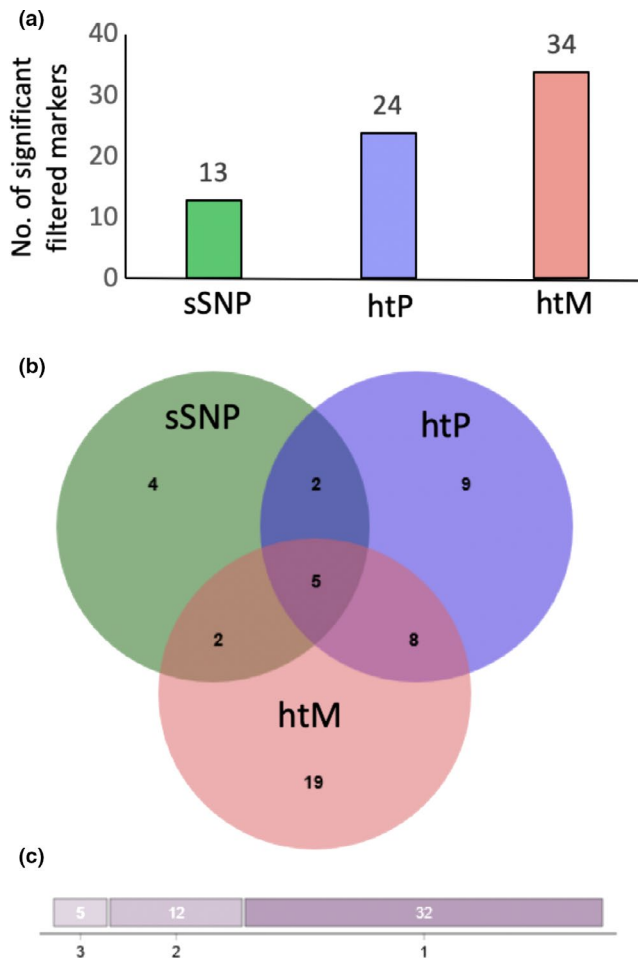 (a)
No. of significant
filtered markers
40
30
20
10
0
13
24
34
sSNP
htP
htM
(b)
sSNP
htP
4
2
9
5
2
8
htM
19
(c)
5 12 32
3 2 1